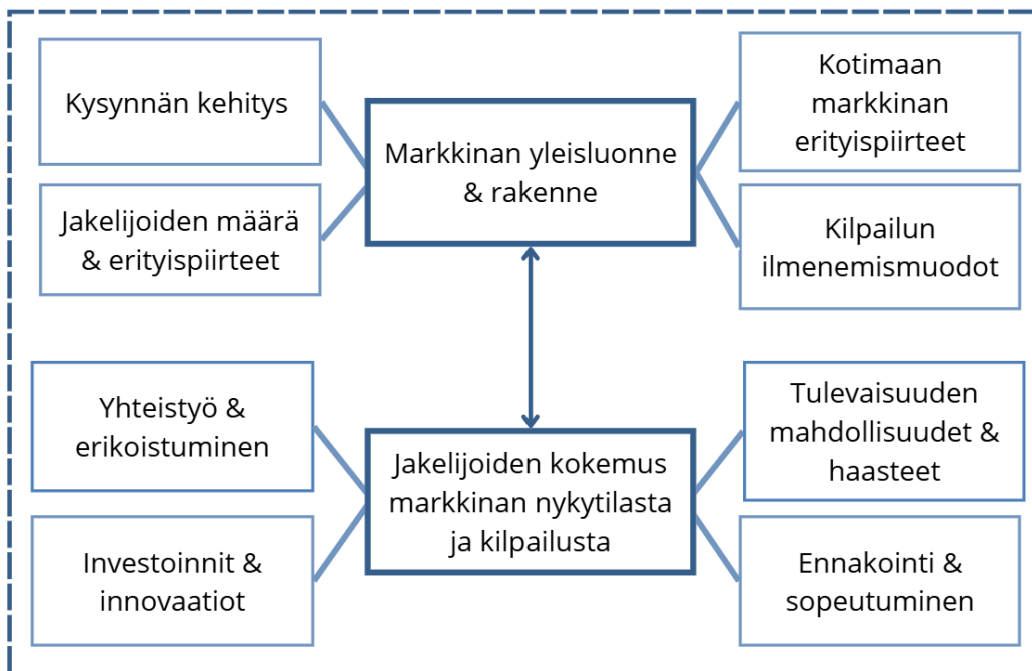 Kysynnän kehitys
Jakelijoiden määrä
& erityispiirteet
Markkinan yleisluonne
& rakenne
Kotimaan
markkinan
erityispiirteet
Kilpailun
ilmenemismuodot
Yhteistyö &
erikoistuminen
Investoinnit &
innovaatiot
Jakelijoiden kokemus
markkinan nykytilasta
ja kilpailusta
Tulevaisuuden
mahdollisuudet &
haasteet
Ennakointi &
sopeutuminen